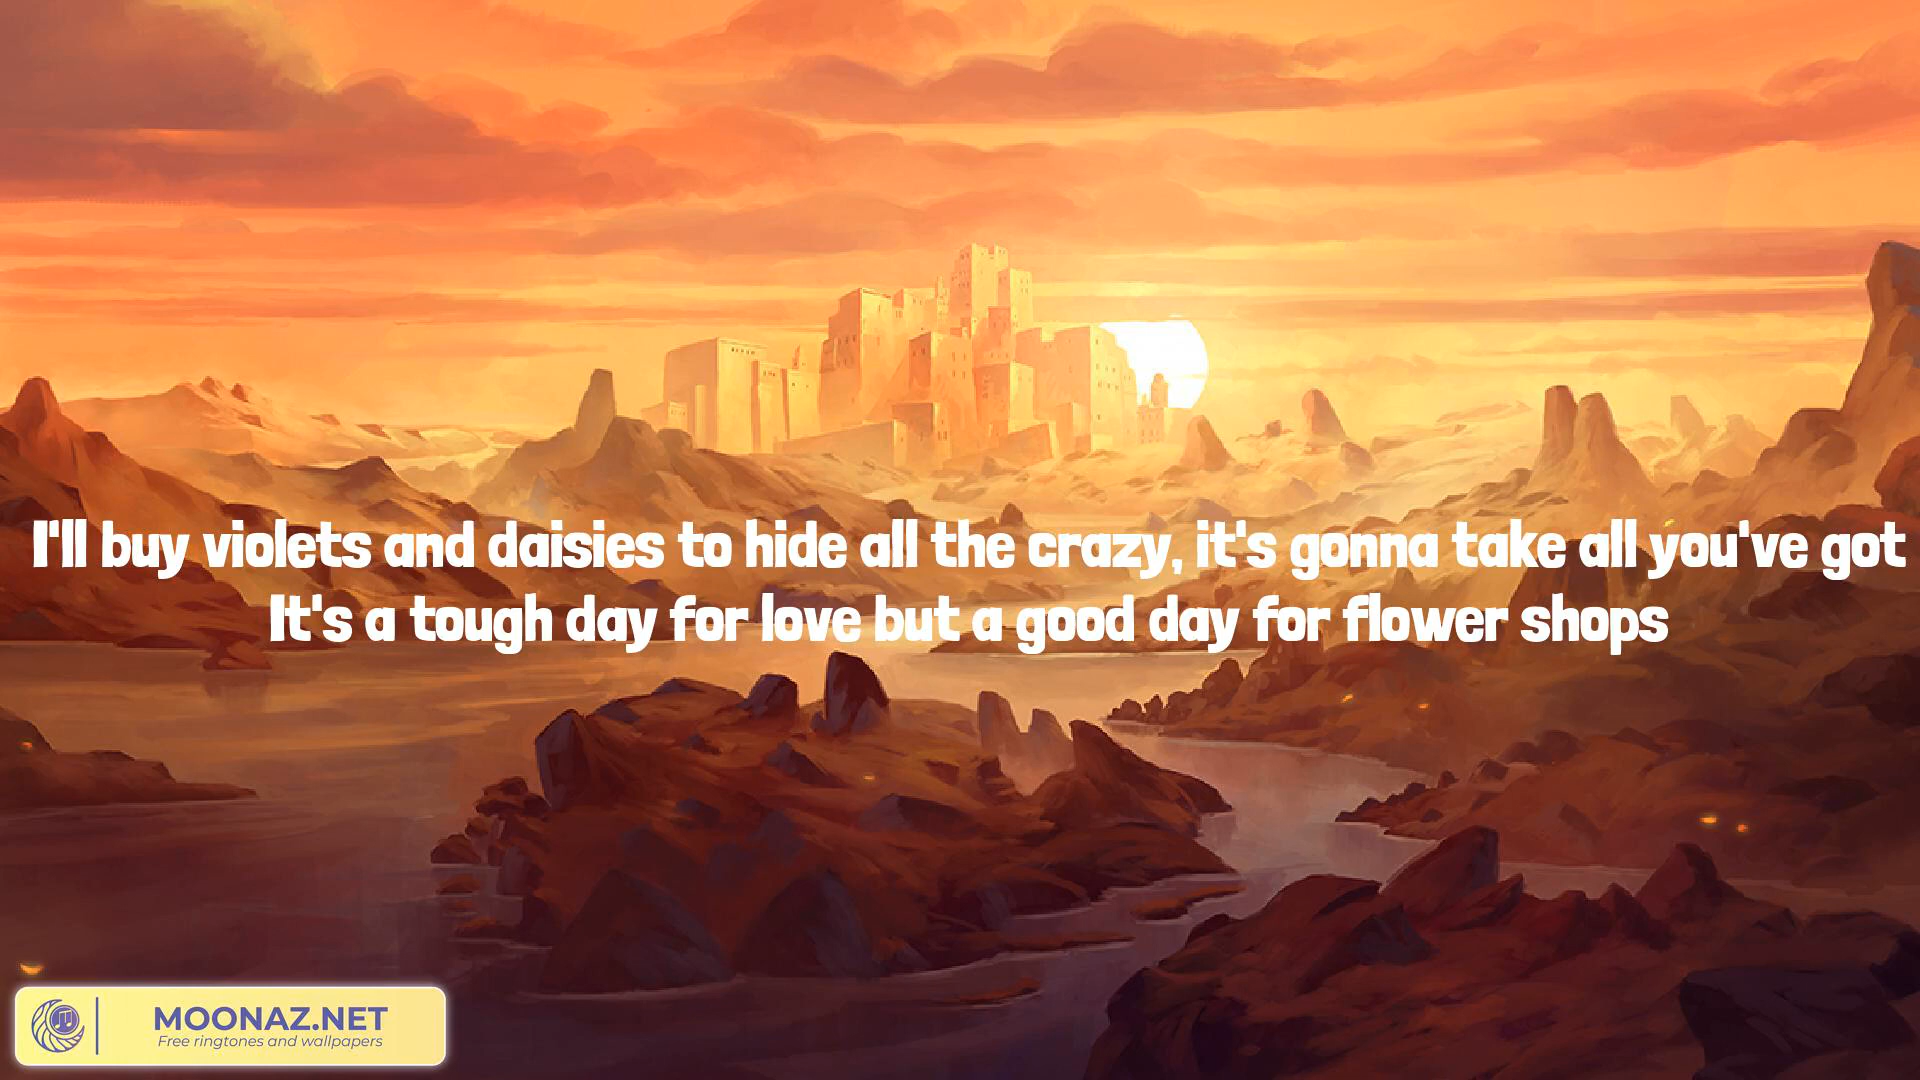 I'll buy violets and daisies to hide all the crazy, it's gonna take all you've got
It's a tough day for love but a good day for flower shops
MOONAZ.NET
Free ringtones and wallpapers